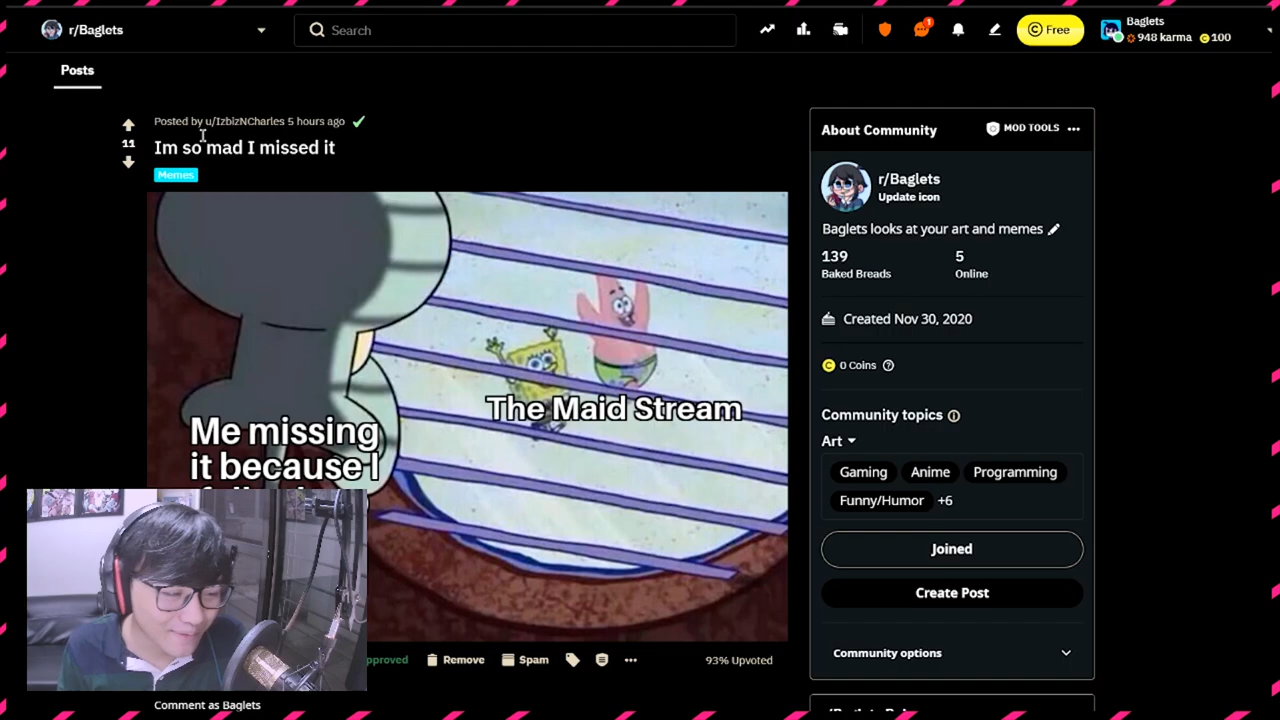 r/Baglets
Search
1
Free
Baglets
948 karma
100
Posts
Posted by u/IzbizNCharles 5 hours ago
11
Im so mad I missed it
Memes
The Maid Stream
Me missing
it because I
Remove
Spam
93% Upvoted
Comment as Baglets
About Community
MOD TOOLS
r/Baglets
Update icon
Baglets looks at your art and memes
139
Baked Breads
5
Online
Created Nov 30, 2020
0 Coins
Community topics
Art
Gaming
Anime
Programming
Funny/Humor
+6
Joined
Create Post
Community options